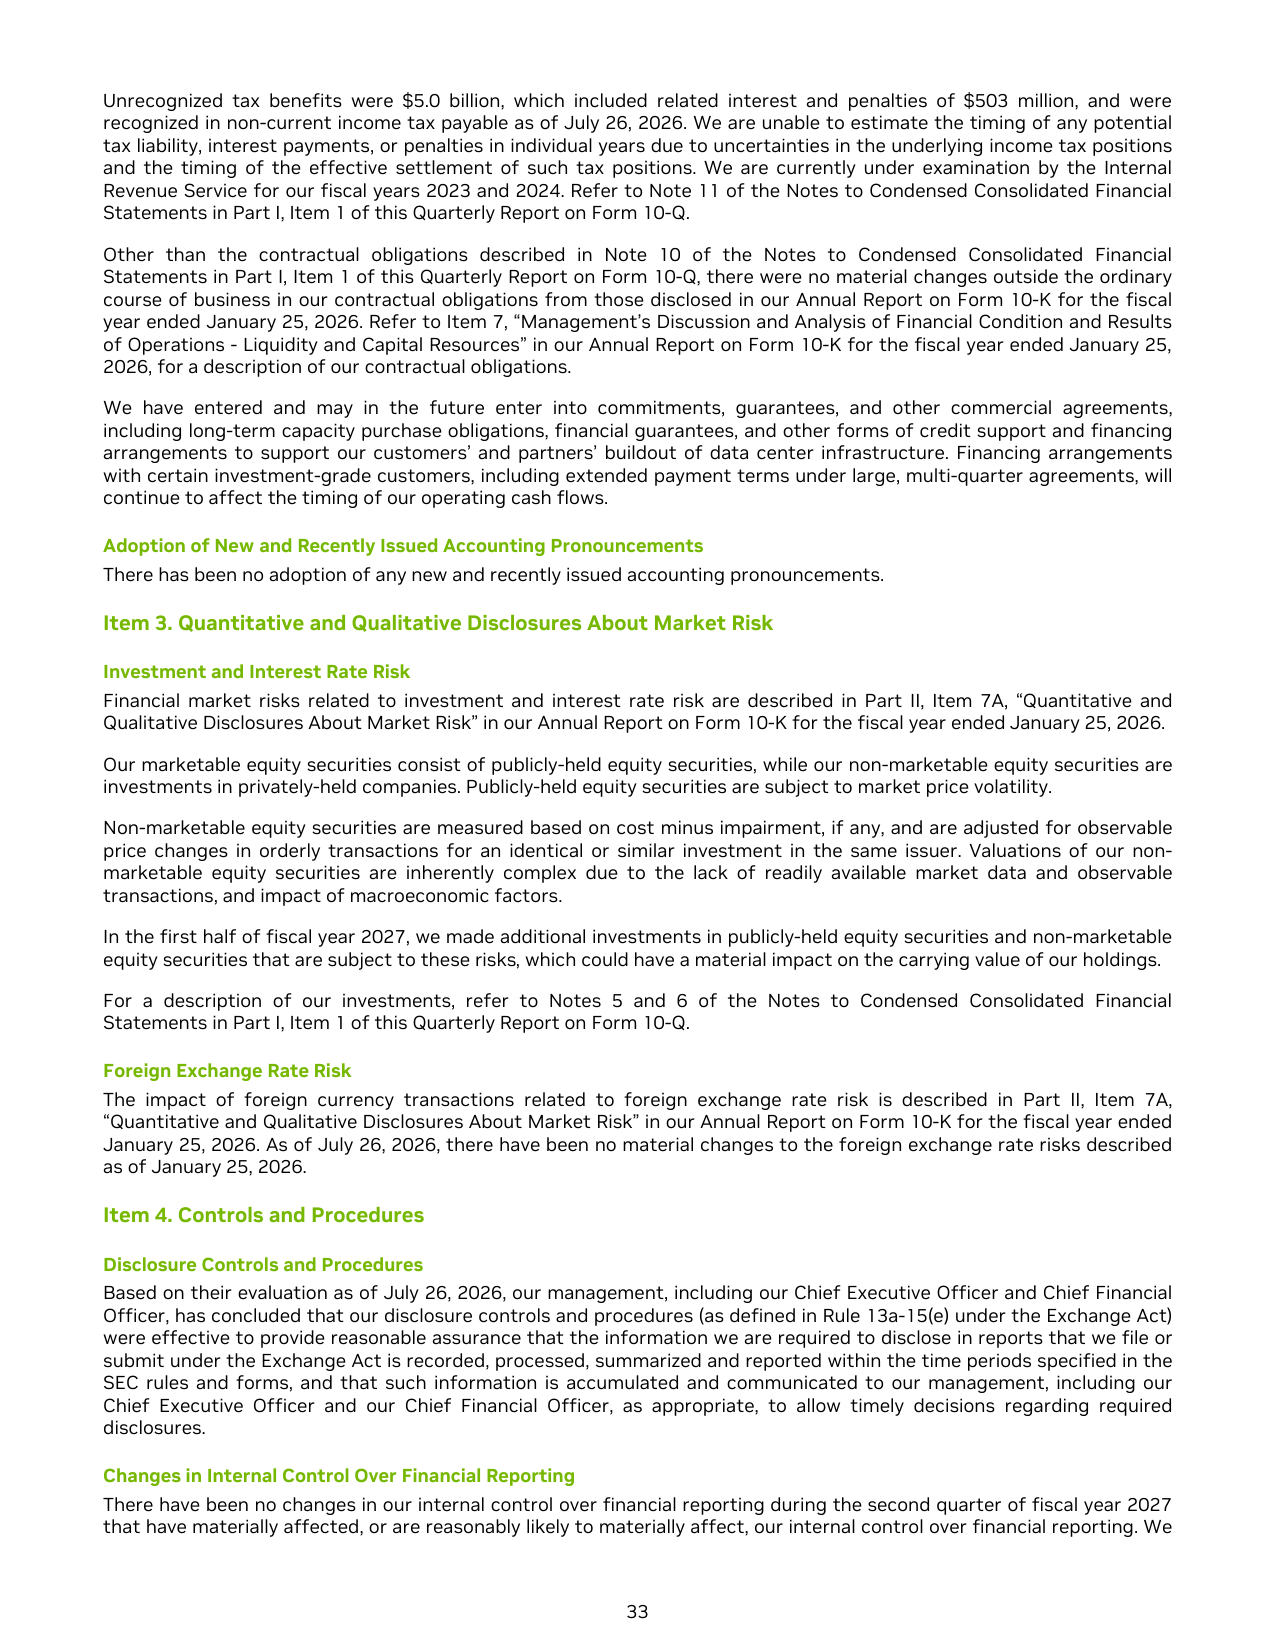 Unrecognized tax benefits were $5.0 billion, which included related interest and penalties of $503 million, and were
recognized in non-current income tax payable as of July 26, 2026. We are unable to estimate the timing of any potential
tax liability, interest payments, or penalties in individual years due to uncertainties in the underlying income tax positions
and the timing of the effective settlement of such tax positions. We are currently under examination by the Internal
Revenue Service for our fiscal years 2023 and 2024. Refer to Note 11 of the Notes to Condensed Consolidated Financial
Statements in Part I, Item 1 of this Quarterly Report on Form 10-Q.
Other than the contractual obligations described in Note 10 of the Notes to Condensed Consolidated Financial
Statements in Part I, Item 1 of this Quarterly Report on Form 10-Q, there were no material changes outside the ordinary
course of business in our contractual obligations from those disclosed in our Annual Report on Form 10-K for the fiscal
year ended January 25, 2026. Refer to Item 7, “Management’s Discussion and Analysis of Financial Condition and Results
of Operations - Liquidity and Capital Resources” in our Annual Report on Form 10-K for the fiscal year ended January 25,
2026, for a description of our contractual obligations.
We have entered and may in the future enter into commitments, guarantees, and other commercial agreements,
including long-term capacity purchase obligations, financial guarantees, and other forms of credit support and financing
arrangements to support our customers’ and partners’ buildout of data center infrastructure. Financing arrangements
with certain investment-grade customers, including extended payment terms under large, multi-quarter agreements, will
continue to affect the timing of our operating cash flows.
Adoption of New and Recently Issued Accounting Pronouncements
There has been no adoption of any new and recently issued accounting pronouncements.
Item 3. Quantitative and Qualitative Disclosures About Market Risk
Investment and Interest Rate Risk
Financial market risks related to investment and interest rate risk are described in Part II, Item 7A, “Quantitative and
Qualitative Disclosures About Market Risk” in our Annual Report on Form 10-K for the fiscal year ended January 25, 2026.
Our marketable equity securities consist of publicly-held equity securities, while our non-marketable equity securities are
investments in privately-held companies. Publicly-held equity securities are subject to market price volatility.
Non-marketable equity securities are measured based on cost minus impairment, if any, and are adjusted for observable
price changes in orderly transactions for an identical or similar investment in the same issuer. Valuations of our non-
marketable equity securities are inherently complex due to the lack of readily available market data and observable
transactions, and impact of macroeconomic factors.
In the first half of fiscal year 2027, we made additional investments in publicly-held equity securities and non-marketable
equity securities that are subject to these risks, which could have a material impact on the carrying value of our holdings.
For a description of our investments, refer to Notes 5 and 6 of the Notes to Condensed Consolidated Financial
Statements in Part I, Item 1 of this Quarterly Report on Form 10-Q.
Foreign Exchange Rate Risk
The impact of foreign currency transactions related to foreign exchange rate risk is described in Part II, Item 7A,
“Quantitative and Qualitative Disclosures About Market Risk” in our Annual Report on Form 10-K for the fiscal year ended
January 25, 2026. As of July 26, 2026, there have been no material changes to the foreign exchange rate risks described
as of January 25, 2026.
Item 4. Controls and Procedures
Disclosure Controls and Procedures
Based on their evaluation as of July 26, 2026, our management, including our Chief Executive Officer and Chief Financial
Officer, has concluded that our disclosure controls and procedures (as defined in Rule 13a-15(e) under the Exchange Act)
were effective to provide reasonable assurance that the information we are required to disclose in reports that we file or
submit under the Exchange Act is recorded, processed, summarized and reported within the time periods specified in the
SEC rules and forms, and that such information is accumulated and communicated to our management, including our
Chief Executive Officer and our Chief Financial Officer, as appropriate, to allow timely decisions regarding required
disclosures.
Changes in Internal Control Over Financial Reporting
There have been no changes in our internal control over financial reporting during the second quarter of fiscal year 2027
that have materially affected, or are reasonably likely to materially affect, our internal control over financial reporting. We
33